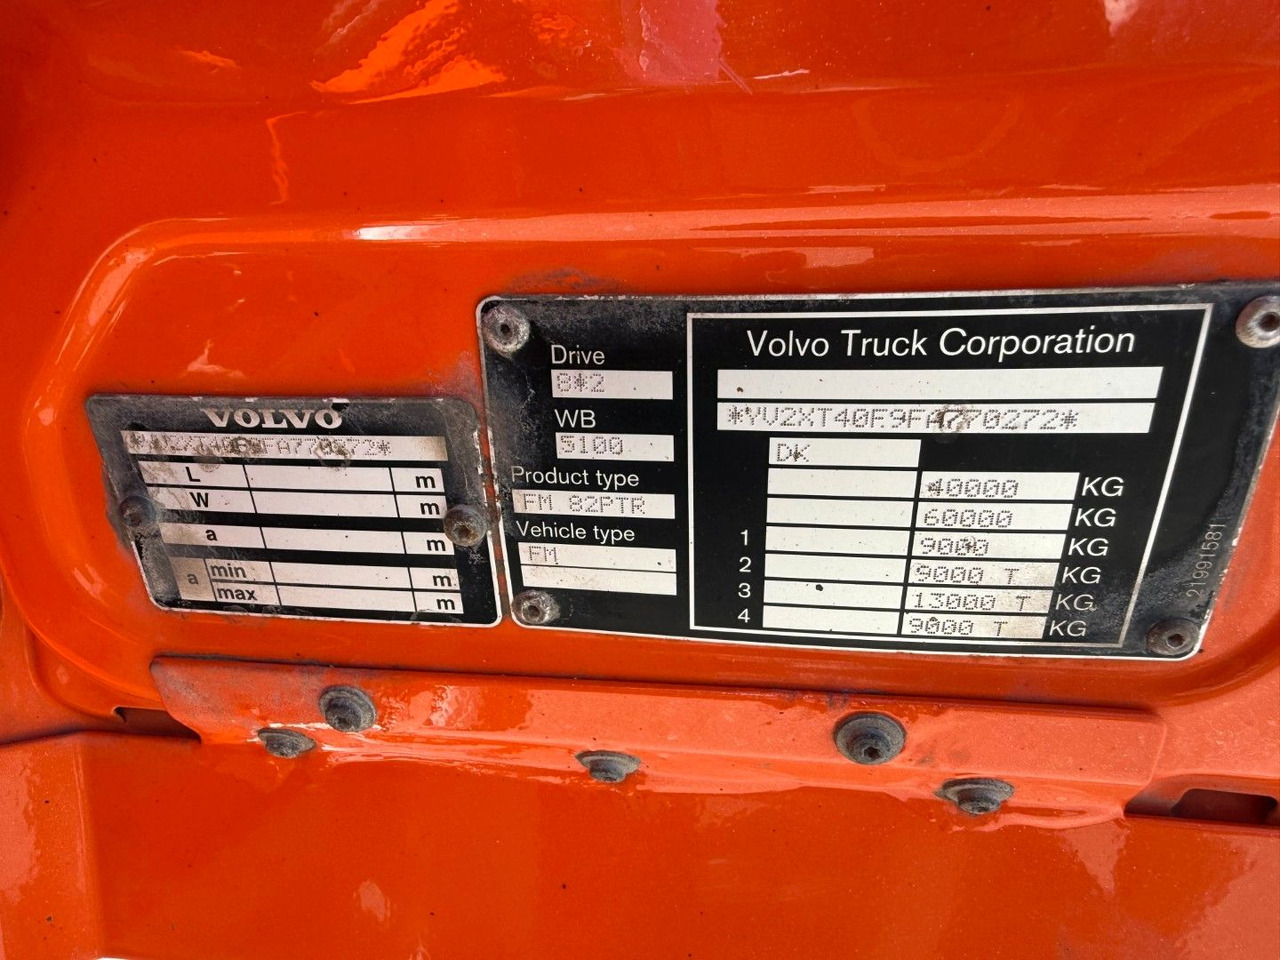 VOLVO
*YV2XT40F9FA770272*
L m
W m
a m
a min m
max m
Drive
8*2
WB
5100
Product type
FM 82PTR
Vehicle type
FM
Volvo Truck Corporation
*YV2XT40F9FA770272*
DK
40000 KG
60000 KG
1 9000 KG
2 9000 T KG
3 13000 T KG
4 9000 T KG
21991581